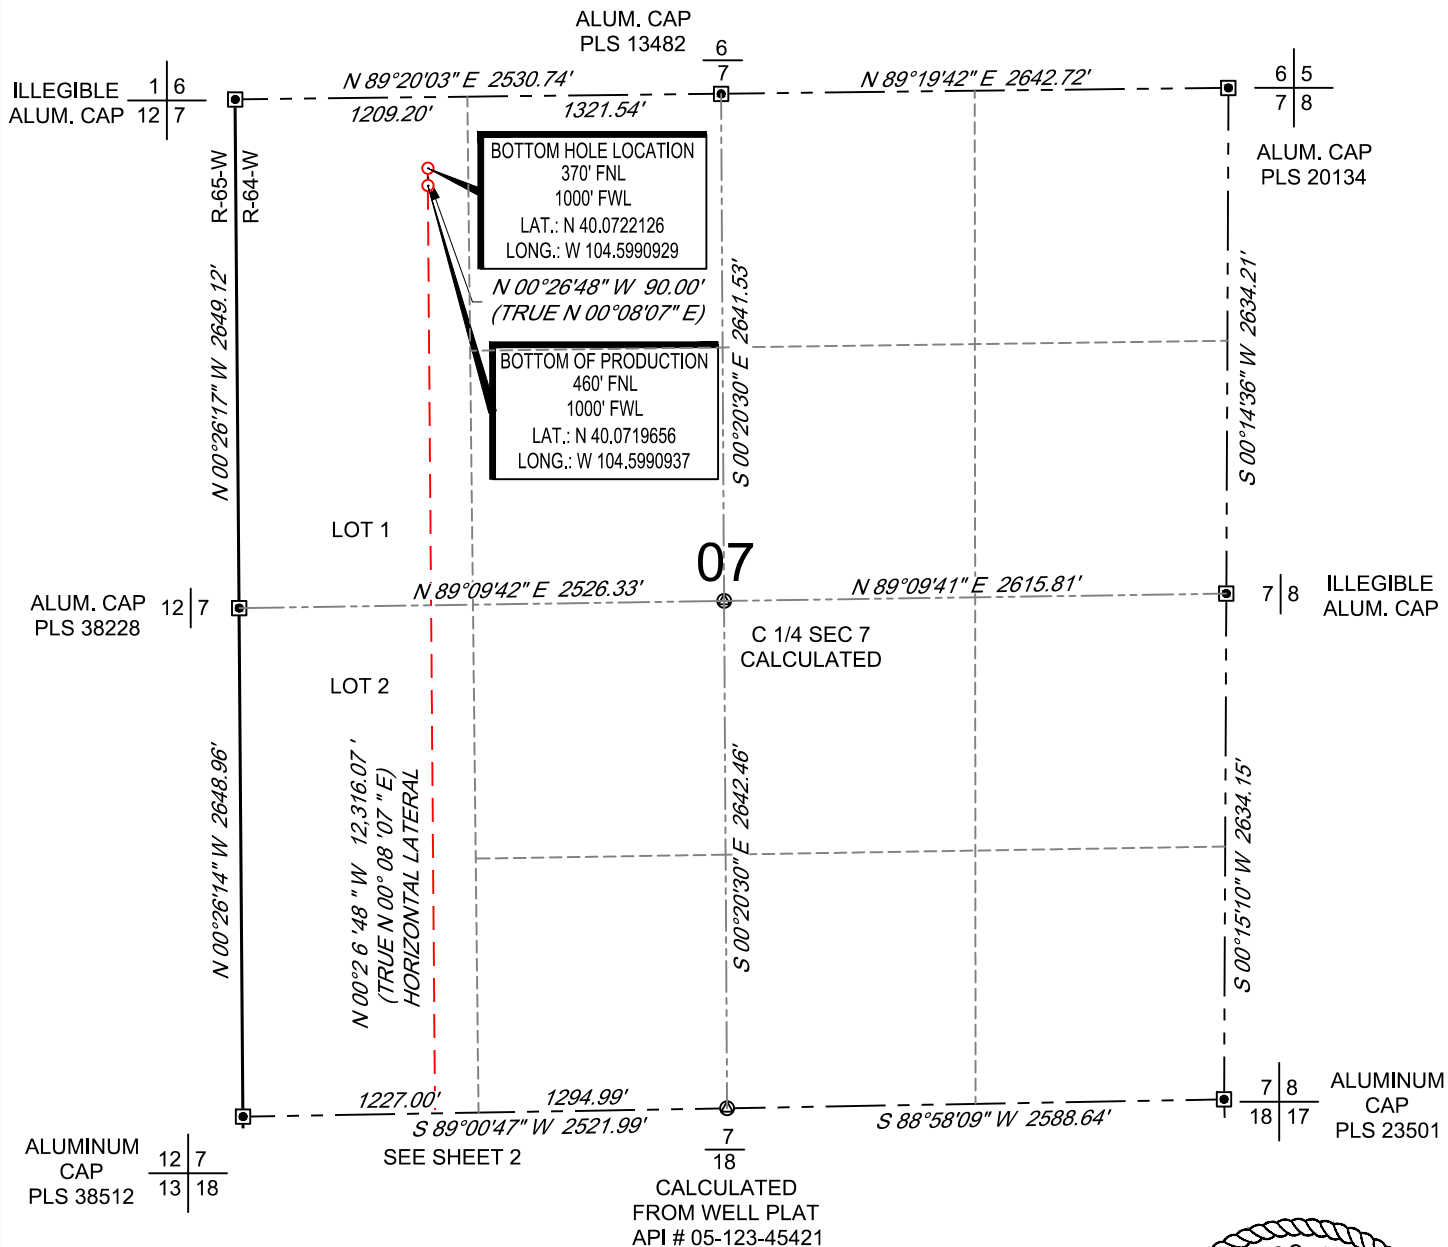 ALUM. CAP
PLS 13482
6
7
ILLEGIBLE
ALUM. CAP
1 6
12 7
N 89°20'03" E 2530.74'
1209.20'
1321.54'
N 89°19'42" E 2642.72'
6 5
7 8
ALUM. CAP
PLS 20134
R-65-W
R-64-W
BOTTOM HOLE LOCATION
370' FNL
1000' FWL
LAT.: N 40.0722126
LONG.: W 104.5990929
N 00°26'48" W 90.00'
(TRUE N 00°08'07" E)
BOTTOM OF PRODUCTION
460' FNL
1000' FWL
LAT.: N 40.0719656
LONG.: W 104.5990937
N 00°26'17" W 2649.12'
S 00°20'30" E 2641.53'
S 00°14'36" W 2634.21'
LOT 1
07
N 89°09'42" E 2526.33'
N 89°09'41" E 2615.81'
ALUM. CAP
PLS 38228
12 7
7 8
ILLEGIBLE
ALUM. CAP
C 1/4 SEC 7
CALCULATED
LOT 2
N 00°26'14" W 2648.96'
N 00°2 6 '48 " W 12,316.07 '
(TRUE N 00° 08 '07 " E)
HORIZONTAL LATERAL
S 00°20'30" E 2642.46'
S 00°15'10" W 2634.15'
1227.00'
1294.99'
S 89°00'47" W 2521.99'
S 88°58'09" W 2588.64'
SEE SHEET 2
7
18
CALCULATED
FROM WELL PLAT
API # 05-123-45421
ALUMINUM
CAP
PLS 38512
12 7
13 18
7 8
18 17
ALUMINUM
CAP
PLS 23501